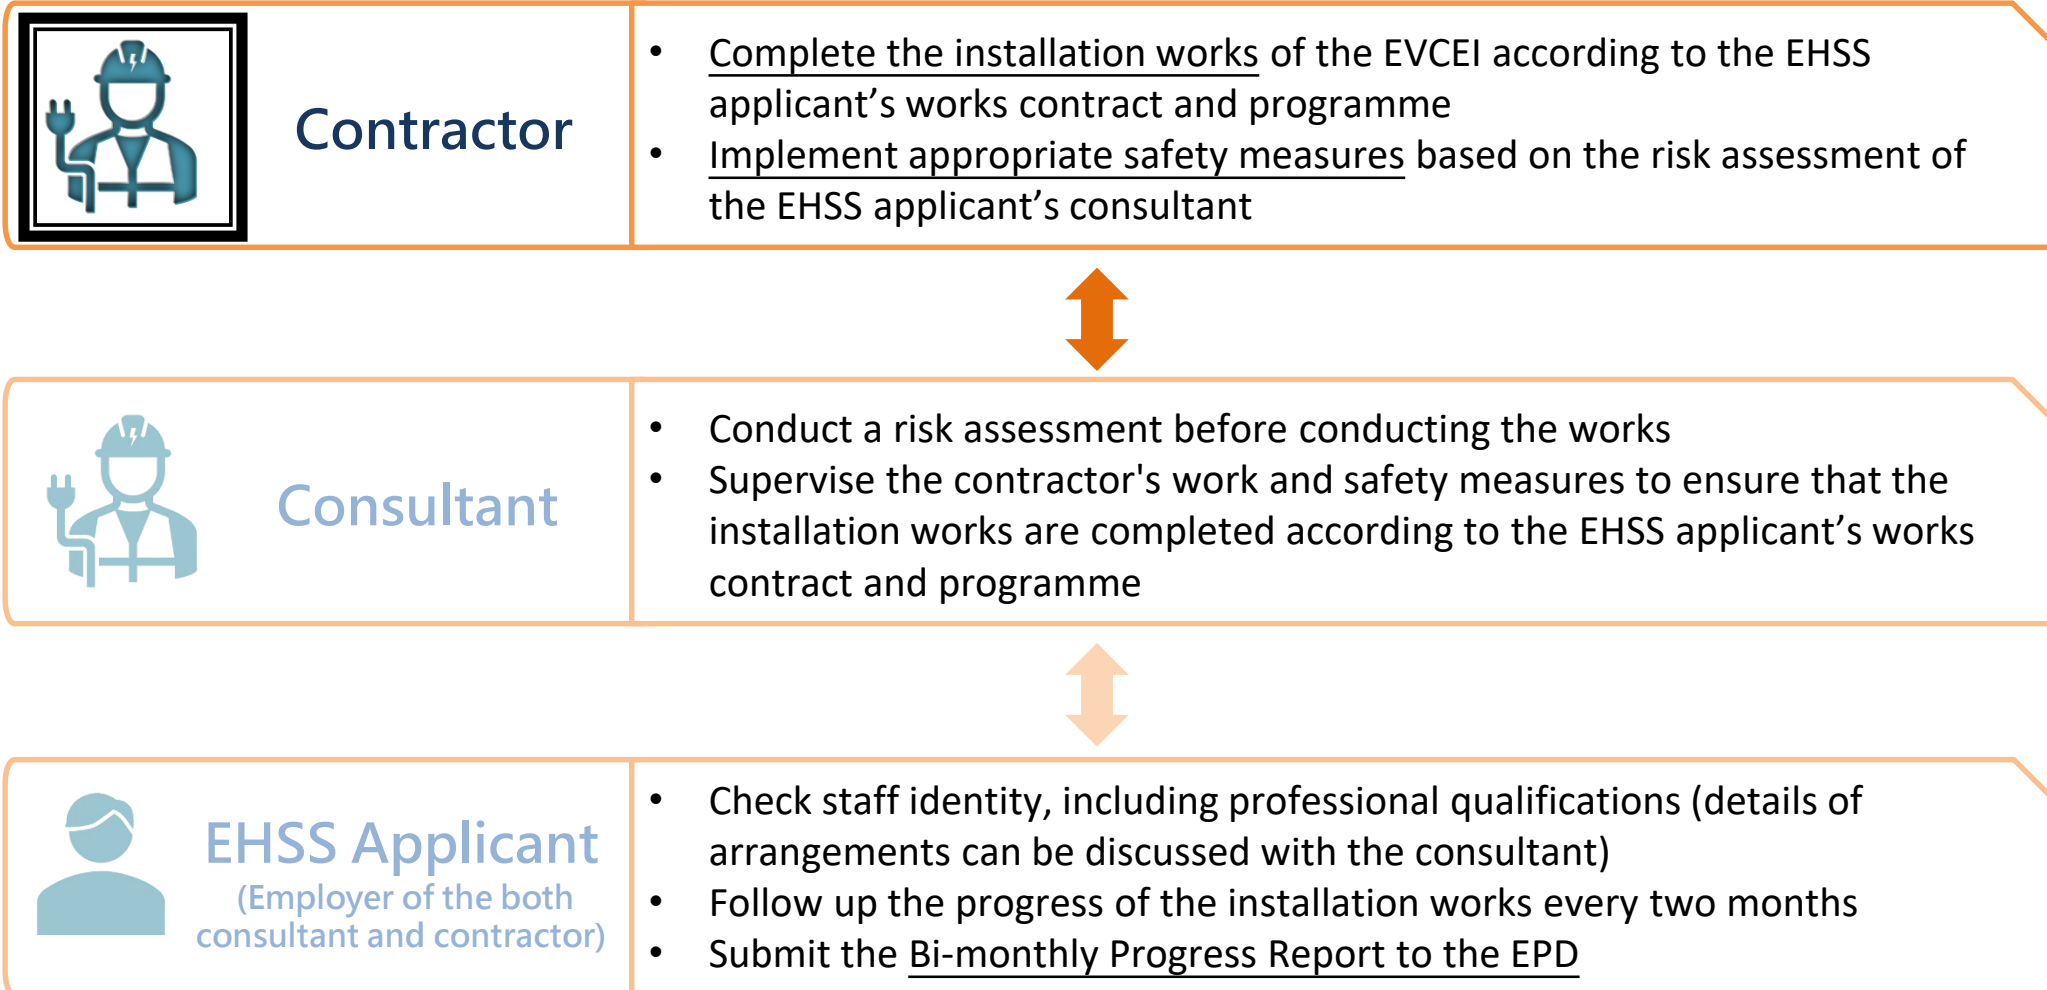 Contractor
• Complete the installation works of the EVCEI according to the EHSS
applicant’s works contract and programme
• Implement appropriate safety measures based on the risk assessment of
the EHSS applicant’s consultant
Consultant
• Conduct a risk assessment before conducting the works
• Supervise the contractor's work and safety measures to ensure that the
installation works are completed according to the EHSS applicant’s works
contract and programme
EHSS Applicant
(Employer of the both
consultant and contractor)
• Check staff identity, including professional qualifications (details of
arrangements can be discussed with the consultant)
• Follow up the progress of the installation works every two months
• Submit the Bi-monthly Progress Report to the EPD